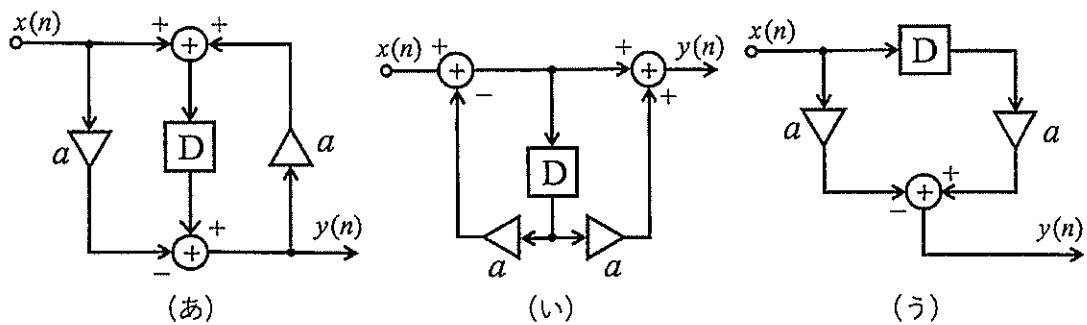 x(n) + + +
a D a
− + + y(n)
(あ)
x(n) + + − + + + y(n)
D
a a
(い)
x(n) D
a a
− + +
y(n)
(う)